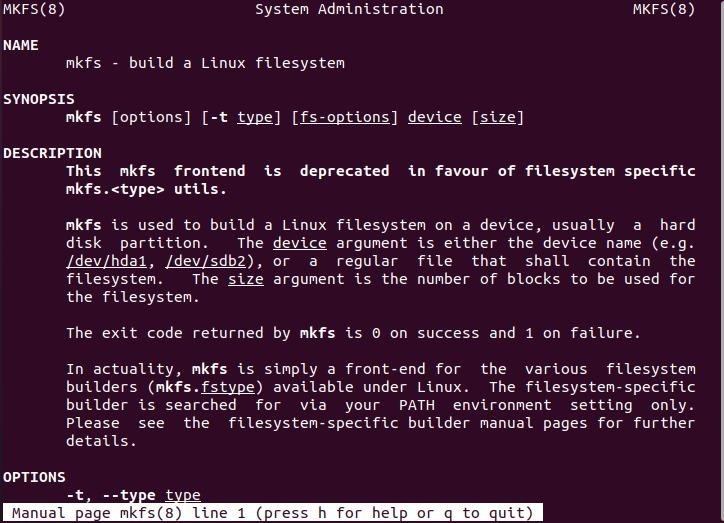 MKFS(8) System Administration MKFS(8)
NAME
mkfs - build a Linux filesystem
SYNOPSIS
mkfs [options] [-t type] [fs-options] device [size]
DESCRIPTION
This mkfs frontend is deprecated in favour of filesystem specific
mkfs.<type> utils.
mkfs is used to build a Linux filesystem on a device, usually a hard
disk partition. The device argument is either the device name (e.g.
/dev/hda1, /dev/sdb2), or a regular file that shall contain the
filesystem. The size argument is the number of blocks to be used for
the filesystem.
The exit code returned by mkfs is 0 on success and 1 on failure.
In actuality, mkfs is simply a front-end for the various filesystem
builders (mkfs.fstype) available under Linux. The filesystem-specific
builder is searched for via your PATH environment setting only.
Please see the filesystem-specific builder manual pages for further
details.
OPTIONS
-t, --type type
Manual page mkfs(8) line 1 (press h for help or q to quit)